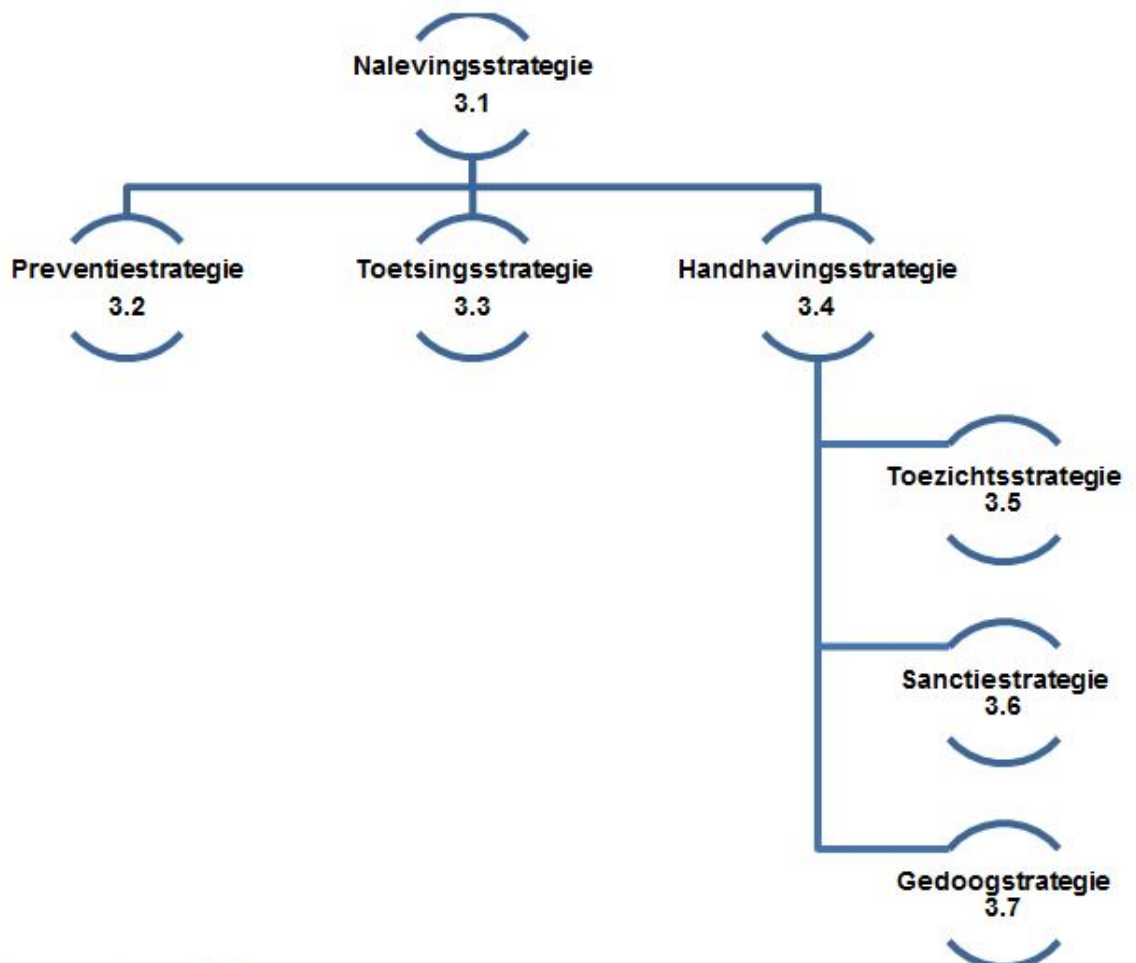 Nalevingsstrategie
3.1
Preventiestrategie
3.2
Toetsingsstrategie
3.3
Handhavingsstrategie
3.4
Toezichtsstrategie
3.5
Sanctiestrategie
3.6
Gedoogstrategie
3.7